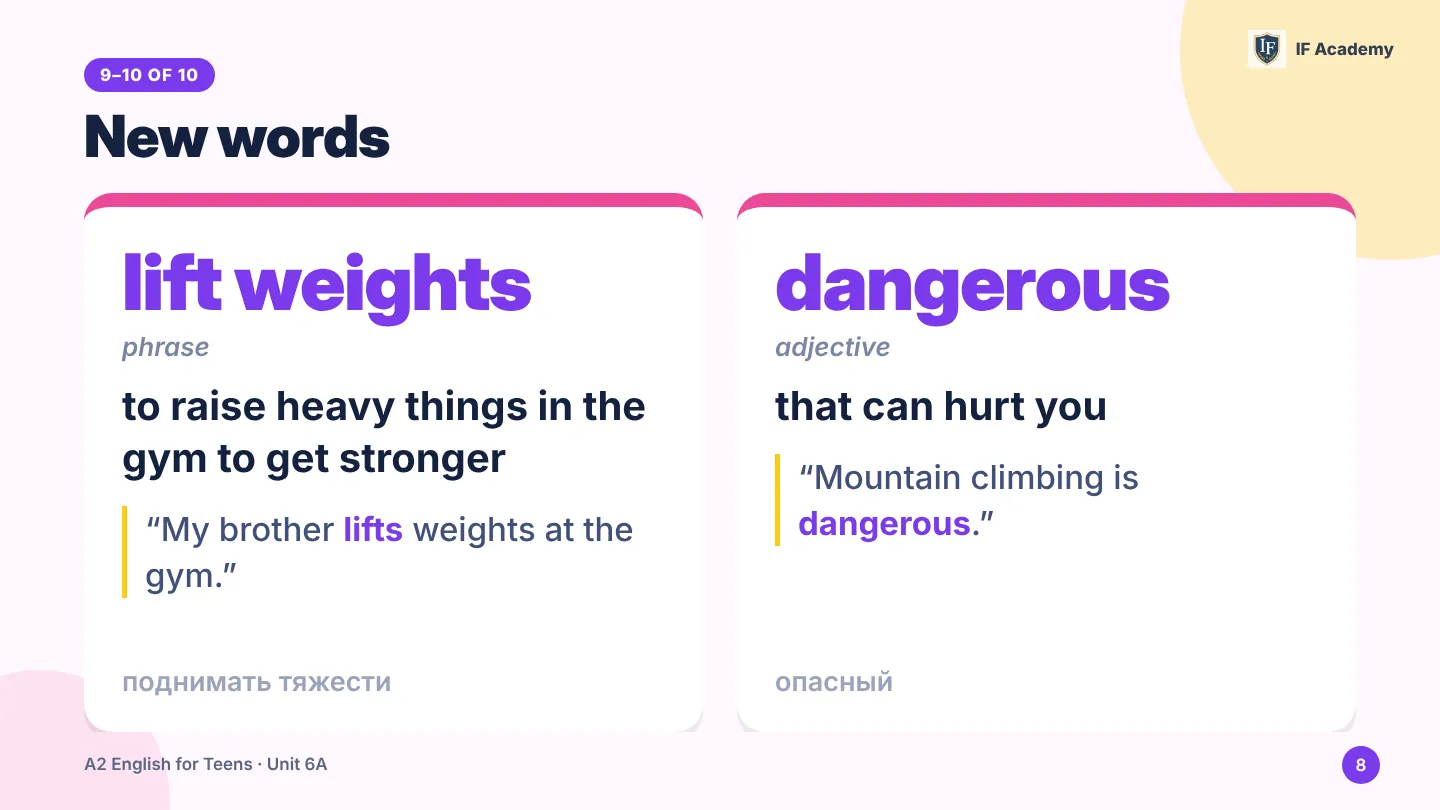 IF
IF Academy
9–10 OF 10
New words
lift weights
phrase
to raise heavy things in the
gym to get stronger
“My brother lifts weights at the
gym.”
поднимать тяжести
dangerous
adjective
that can hurt you
“Mountain climbing is
dangerous.”
опасный
A2 English for Teens · Unit 6A
8